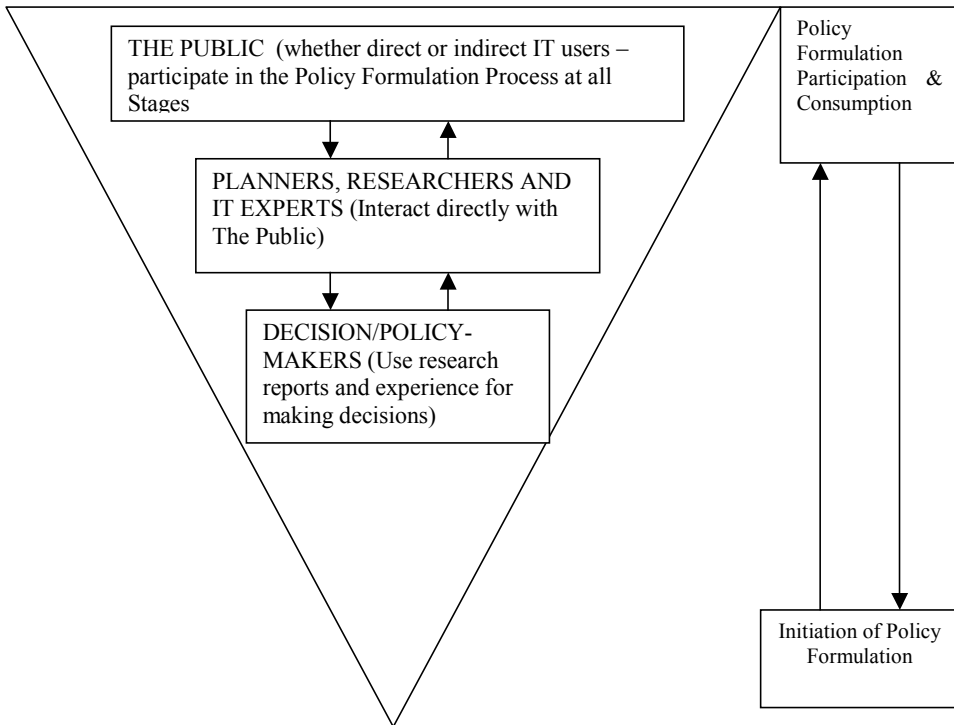 THE PUBLIC (whether direct or indirect IT users –
participate in the Policy Formulation Process at all
Stages
PLANNERS, RESEARCHERS AND
IT EXPERTS (Interact directly with
The Public)
DECISION/POLICY-
MAKERS (Use research
reports and experience for
making decisions)
Policy
Formulation
Participation &
Consumption
Initiation of Policy
Formulation